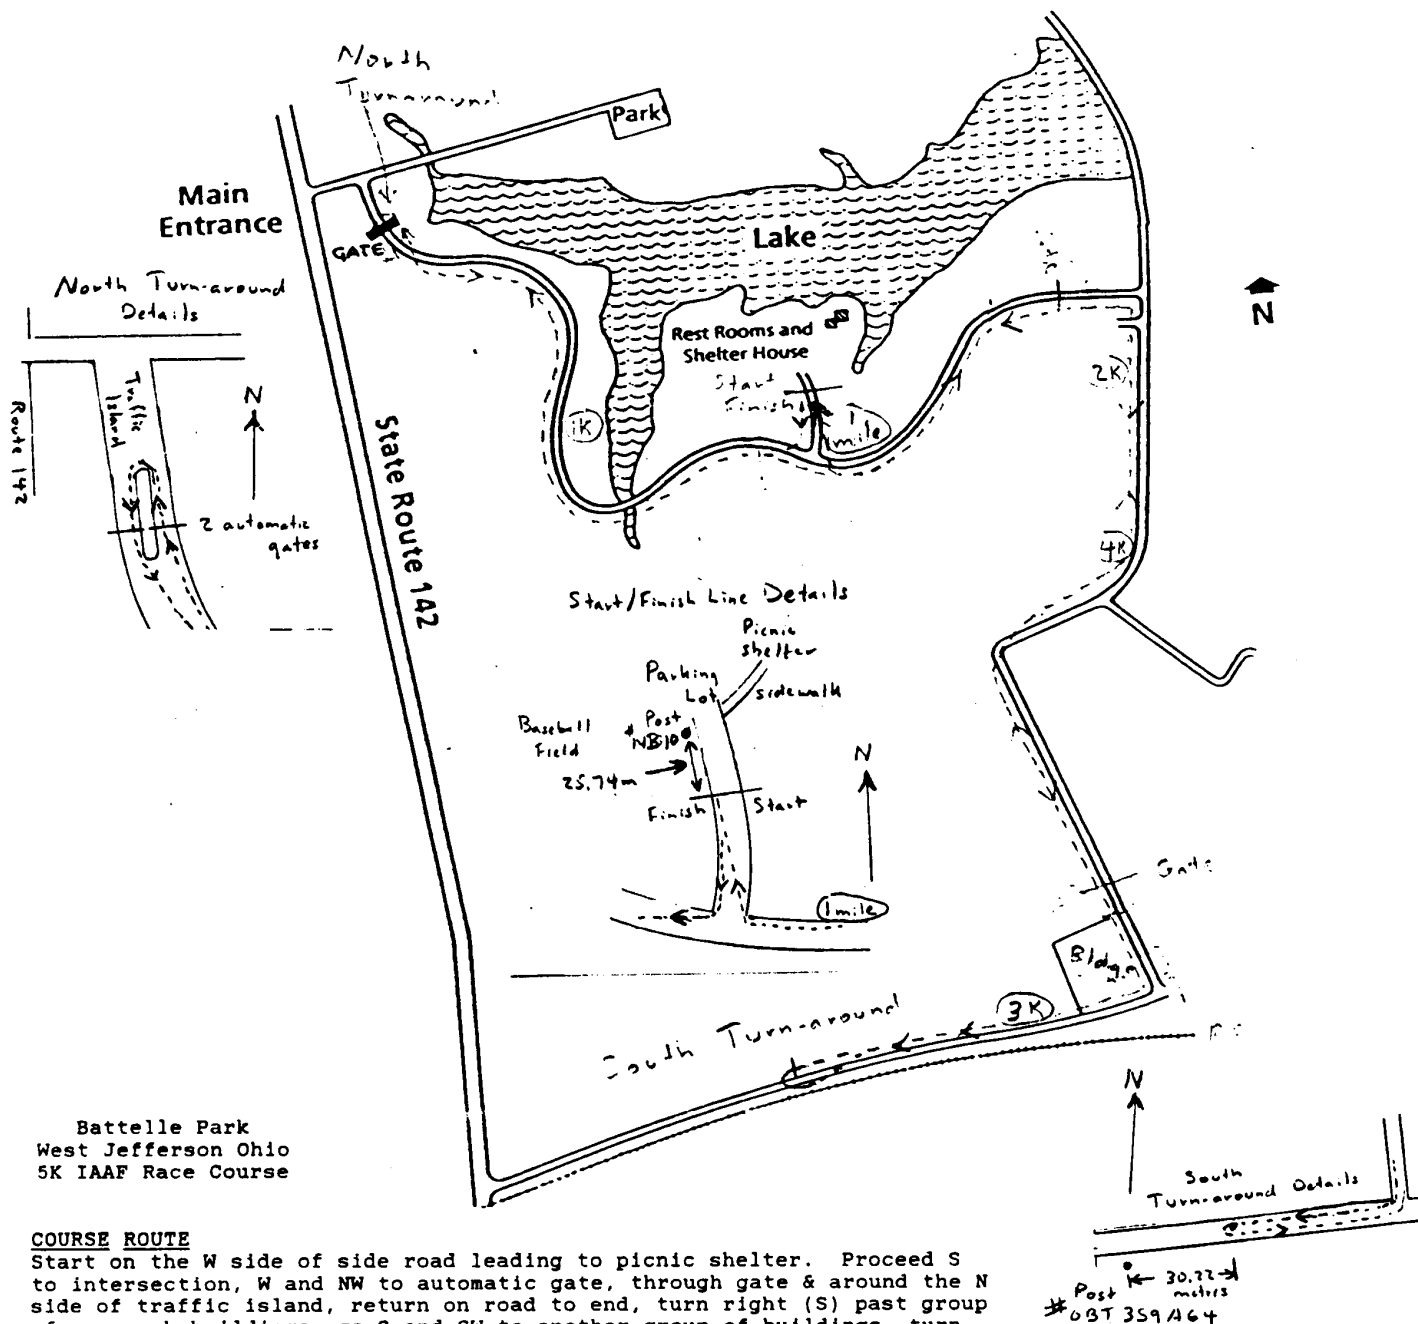 North
Turnaround
Park
Main
Entrance
GATE
Lake
North Turn-around
Details
Traffic
Island
N
Route 142
2 automatic
gates
State Route 142
Rest Rooms and
Shelter House
Start
Finish
1
mile
1K
2K
4K
N
Start/Finish Line Details
Picnic
shelter
Parking
Lot
sidewalk
Baseball
Field
Post
# NB10
25.74m
Finish
Start
N
1 mile
Gate
Bldg.
3K
South Turn-around
Battelle Park
West Jefferson Ohio
5K IAAF Race Course
N
South
Turn-around Details
30.22
meters
Post
# OBT 359A64
COURSE ROUTE
Start on the W side of side road leading to picnic shelter. Proceed S
to intersection, W and NW to automatic gate, through gate & around the N
side of traffic island, return on road to end, turn right (S) past group